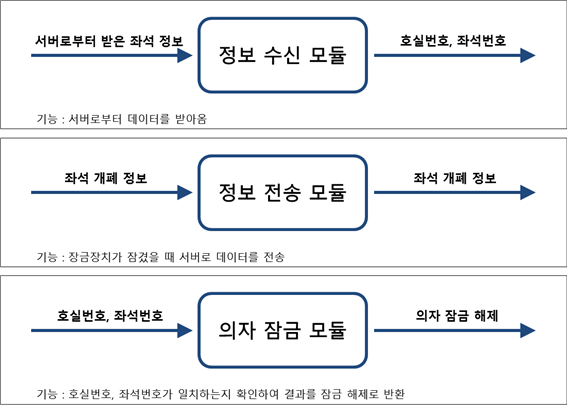 서버로부터 받은 좌석 정보
정보 수신 모듈
호실번호, 좌석번호
기능 : 서버로부터 데이터를 받아옴
좌석 개폐 정보
정보 전송 모듈
좌석 개폐 정보
기능 : 장금장치가 잠겼을 때 서버로 데이터를 전송
호실번호, 좌석번호
의자 잠금 모듈
의자 잠금 해제
기능 : 호실번호, 좌석번호가 일치하는지 확인하여 결과를 잠금 해제로 반환